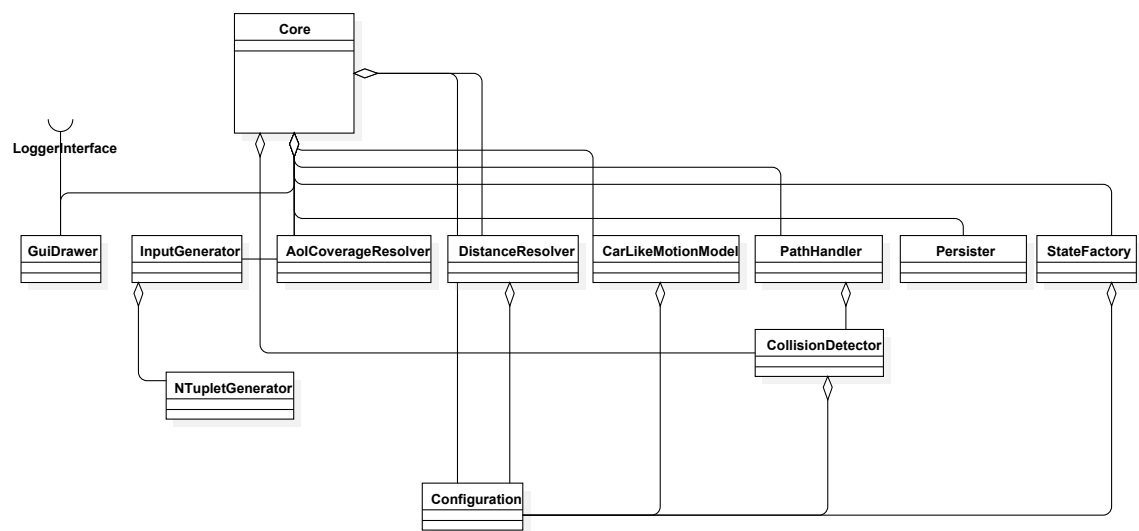 Core
LoggerInterface
GuiDrawer
InputGenerator
AoICoverageResolver
DistanceResolver
CarLikeMotionModel
PathHandler
Persister
StateFactory
CollisionDetector
NTupletGenerator
Configuration